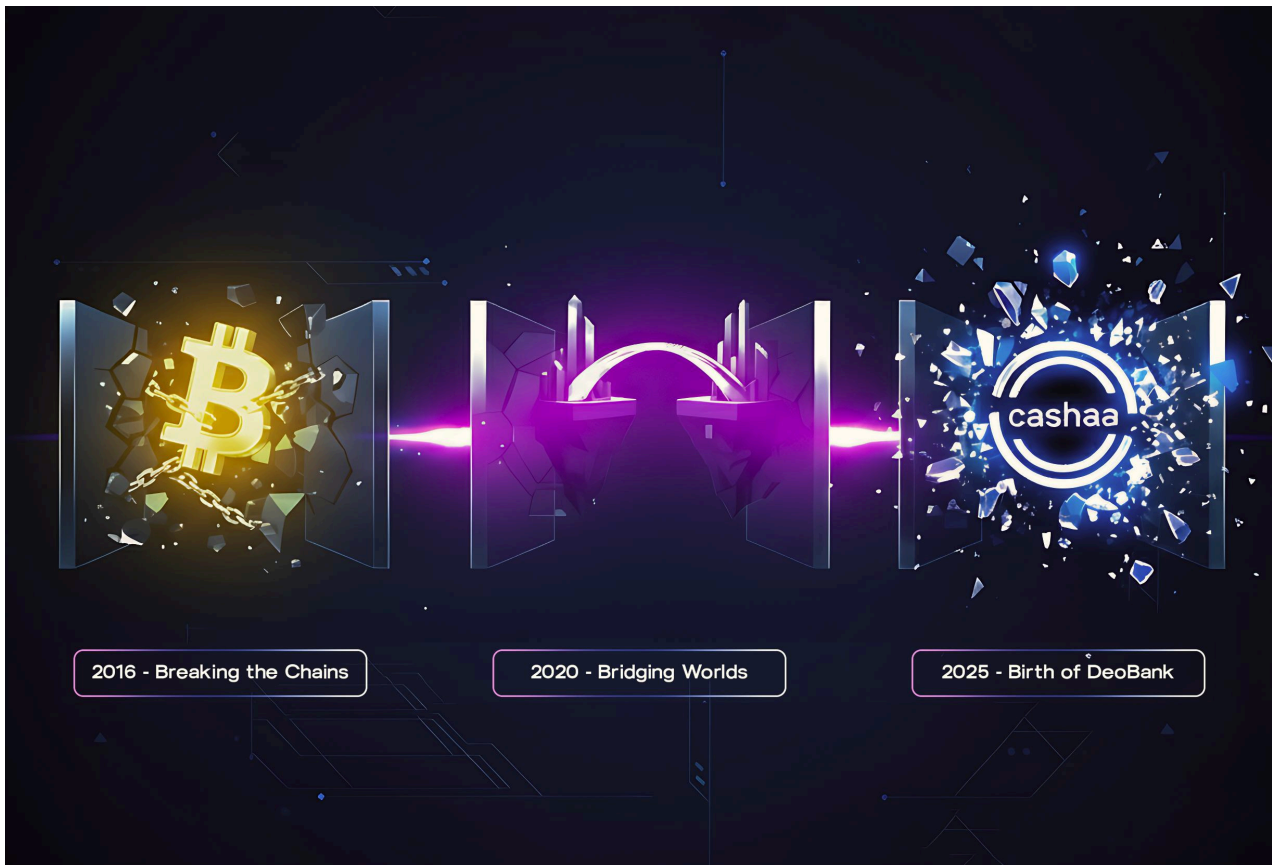 cashaa
2016 - Breaking the Chains
2020 - Bridging Worlds
2025 - Birth of DeoBank